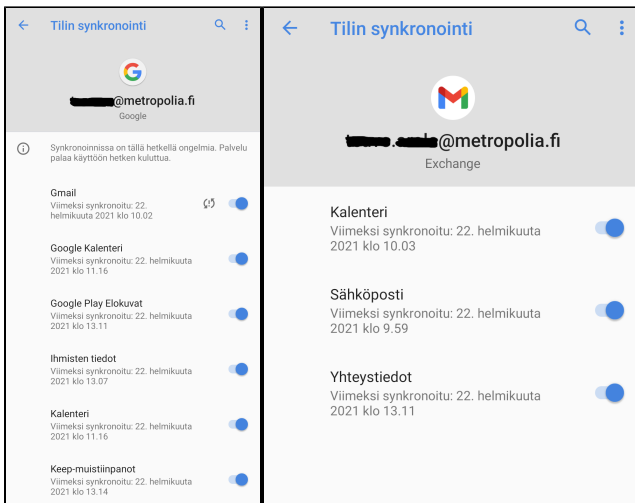 Tilin synkronointi
@metropolia.fi
Google
Synkronoinnissa on tällä hetkellä ongelmia. Palvelu
palaa käyttöön hetken kuluttua.
Gmail
Viimeksi synkronoitu: 22.
helmikuuta 2021 klo 10.02
Google Kalenteri
Viimeksi synkronoitu: 22. helmikuuta
2021 klo 11.16
Google Play Elokuvat
Viimeksi synkronoitu: 22. helmikuuta
2021 klo 13.11
Ihmisten tiedot
Viimeksi synkronoitu: 22. helmikuuta
2021 klo 13.07
Kalenteri
Viimeksi synkronoitu: 22. helmikuuta
2021 klo 11.16
Keep-muistiinpanot
Viimeksi synkronoitu: 22. helmikuuta
2021 klo 13.14
Tilin synkronointi
@metropolia.fi
Exchange
Kalenteri
Viimeksi synkronoitu: 22. helmikuuta
2021 klo 10.03
Sähköposti
Viimeksi synkronoitu: 22. helmikuuta
2021 klo 9.59
Yhteystiedot
Viimeksi synkronoitu: 22. helmikuuta
2021 klo 13.11